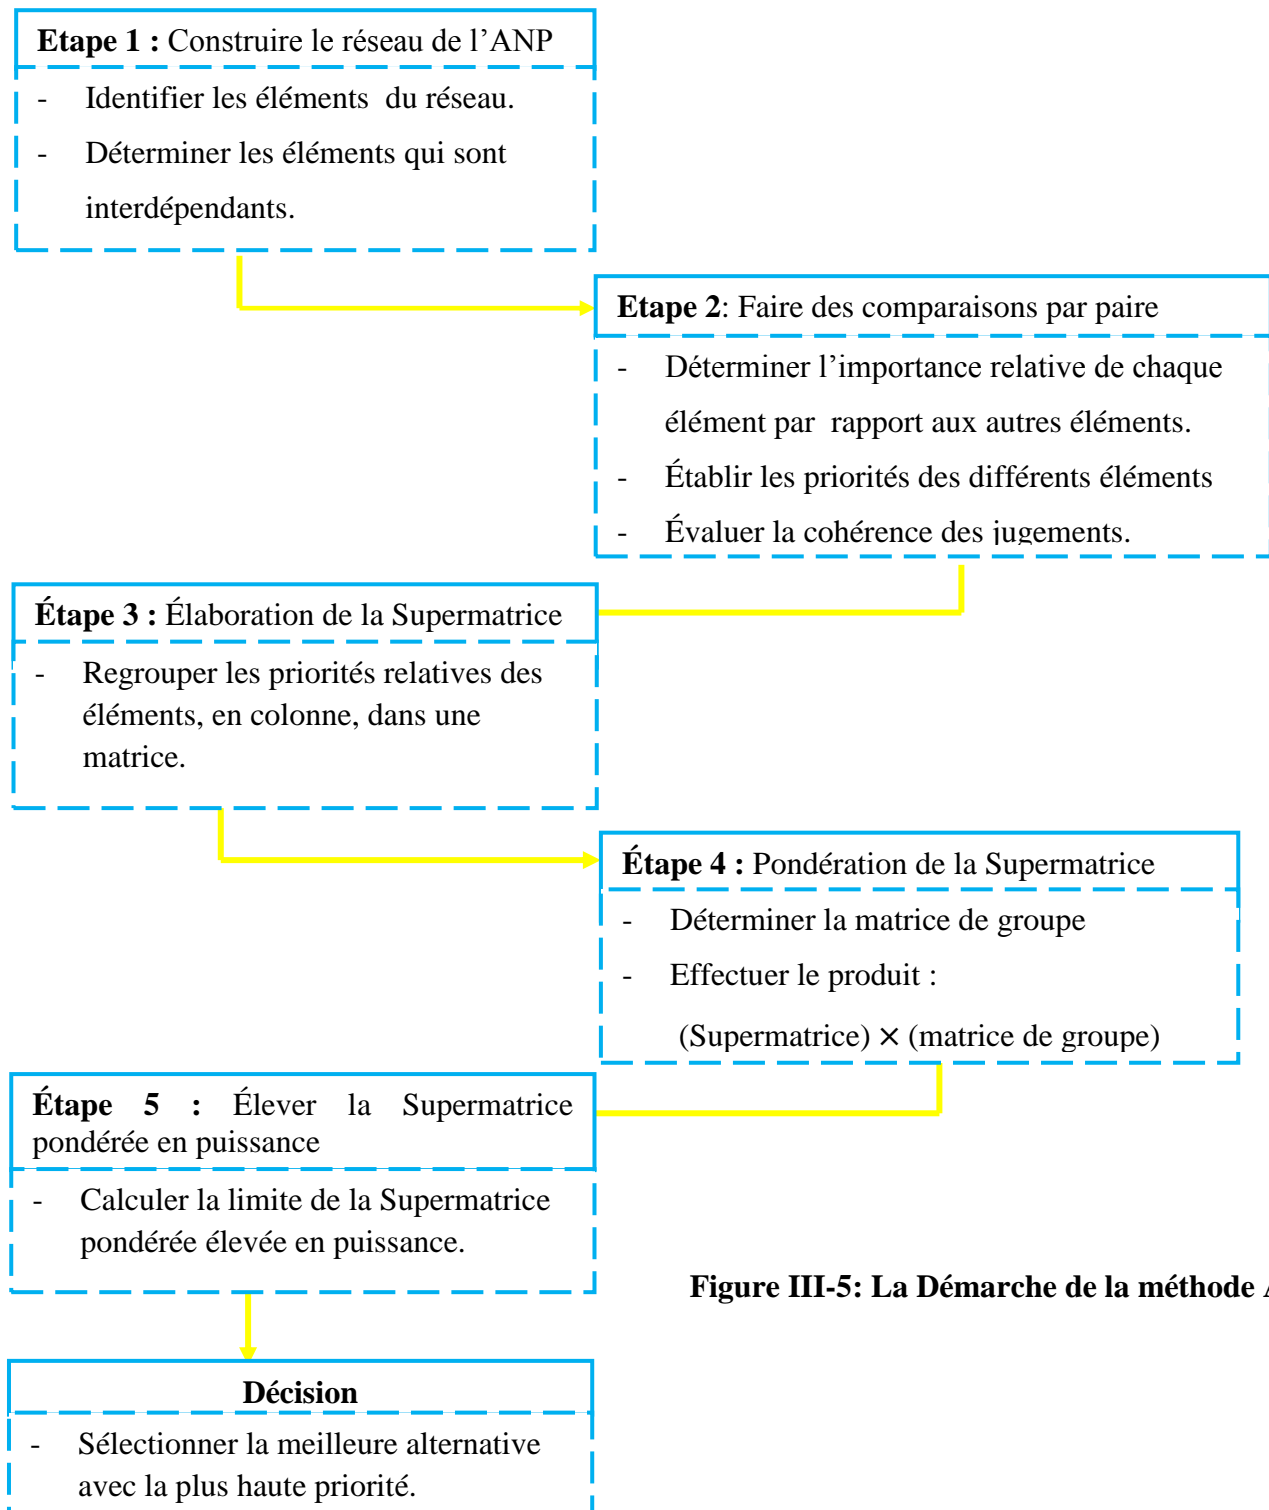 Etape 1 : Construire le réseau de l’ANP
- Identifier les éléments du réseau.
- Déterminer les éléments qui sont
interdépendants.
Etape 2: Faire des comparaisons par paire
- Déterminer l’importance relative de chaque
élément par rapport aux autres éléments.
- Établir les priorités des différents éléments
- Évaluer la cohérence des jugements.
Étape 3 : Élaboration de la Supermatrice
- Regrouper les priorités relatives des
éléments, en colonne, dans une
matrice.
Étape 4 : Pondération de la Supermatrice
- Déterminer la matrice de groupe
- Effectuer le produit :
(Supermatrice) × (matrice de groupe)
Étape 5 : Élever la Supermatrice
pondérée en puissance
- Calculer la limite de la Supermatrice
pondérée élevée en puissance.
Figure III-5: La Démarche de la méthode
Décision
- Sélectionner la meilleure alternative
avec la plus haute priorité.